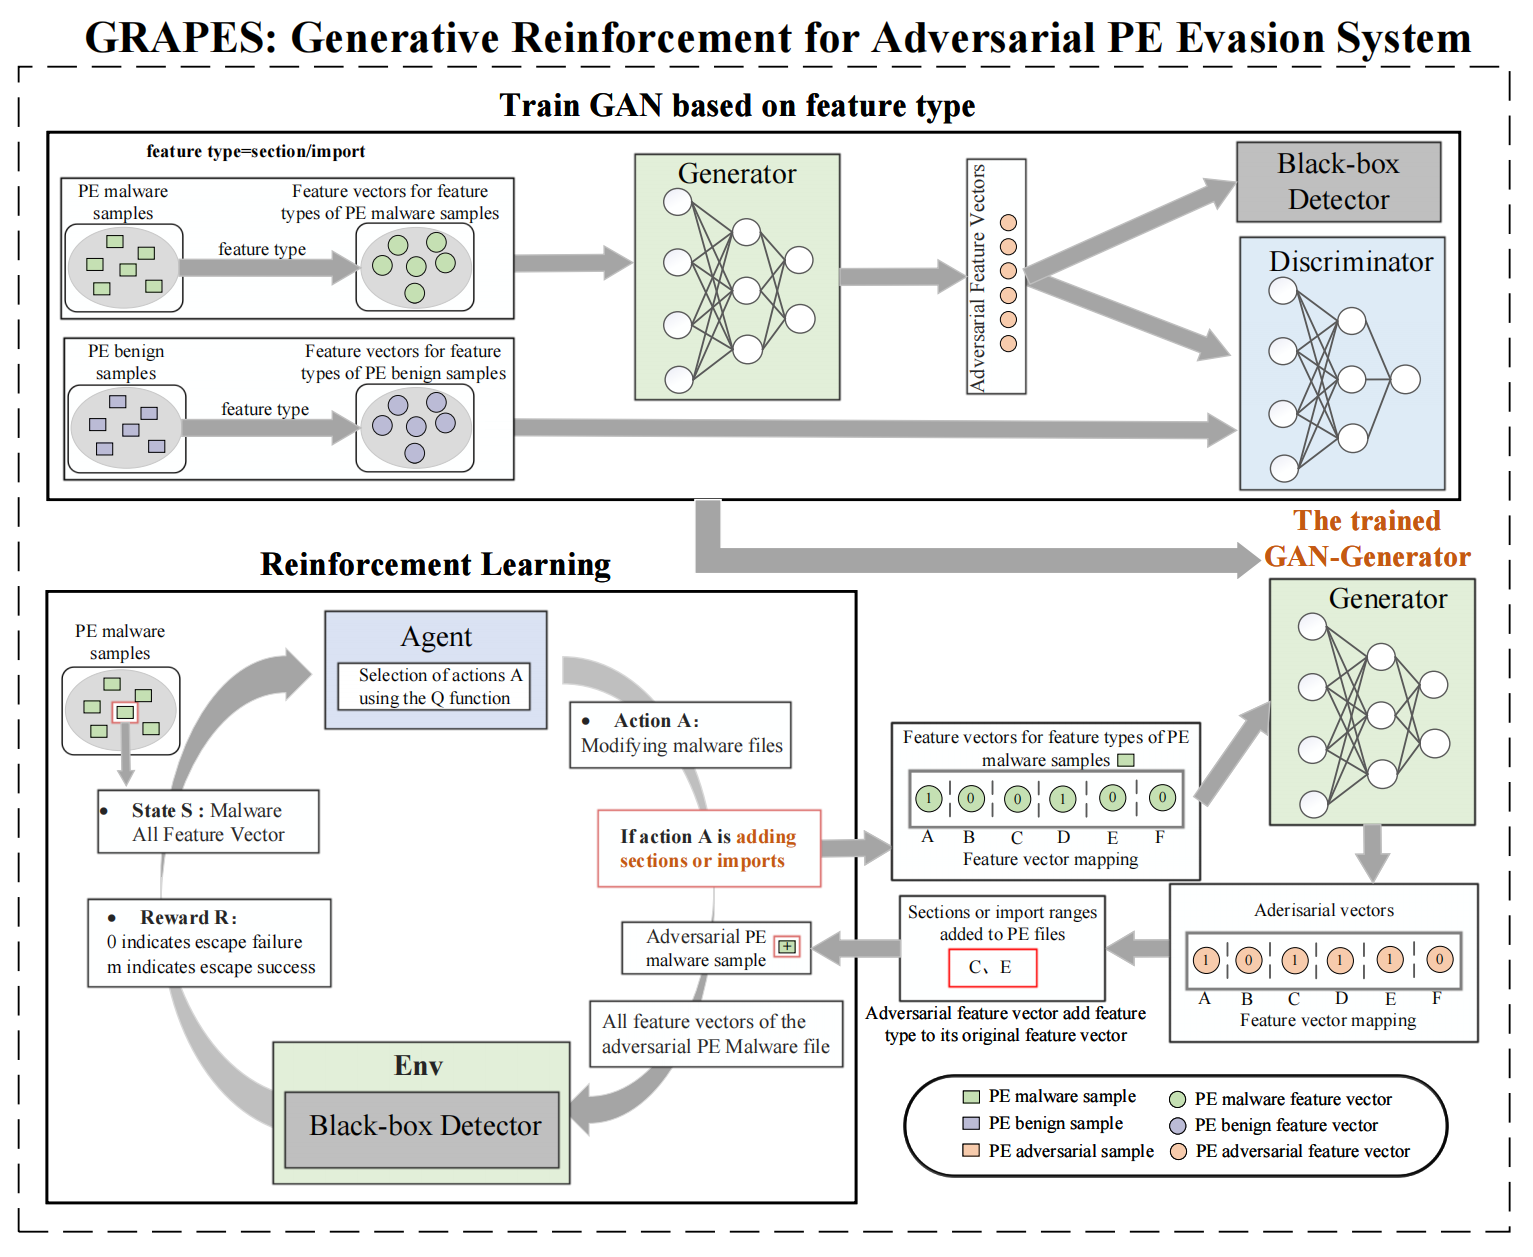 GRAPES: Generative Reinforcement for Adversarial PE Evasion System
Train GAN based on feature type
feature type=section/import
PE malware
samples
feature type
Feature vectors for feature
types of PE malware samples
PE benign
samples
feature type
Feature vectors for feature
types of PE benign samples
Generator
Adversarial Feature Vectors
Black-box
Detector
Discriminator
The trained
GAN-Generator
Generator
Reinforcement Learning
PE malware
samples
Agent
Selection of actions A
using the Q function
• Action A:
Modifying malware files
• State S : Malware
All Feature Vector
If action A is adding
sections or imports
• Reward R:
0 indicates escape failure
m indicates escape success
Adversarial PE
malware sample +
All feature vectors of the
adversarial PE Malware file
Env
Black-box Detector
Feature vectors for feature types of PE
malware samples
1 0 0 1 0 0
A B C D E F
Feature vector mapping
Aderisarial vectors
1 0 1 1 1 0
A B C D E F
Feature vector mapping
Sections or import ranges
added to PE files
C、E
Adversarial feature vector add feature
type to its original feature vector
PE malware sample
PE benign sample
PE adversarial sample
PE malware feature vector
PE benign feature vector
PE adversarial feature vector